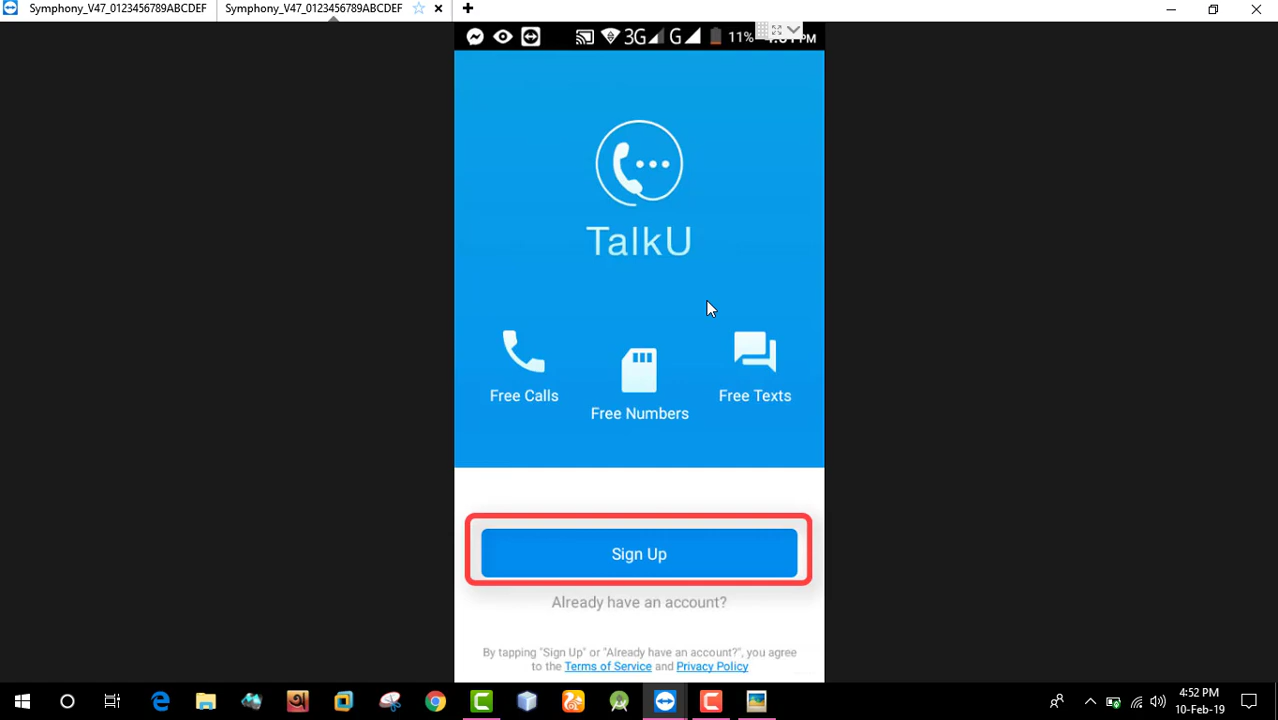 Symphony_V47_0123456789ABCDEF
Symphony_V47_0123456789ABCDEF
3G G 11% PM
TalkU
Free Calls
Free Numbers
Free Texts
Sign Up
Already have an account?
By tapping "Sign Up" or "Already have an account?", you agree
to the Terms of Service and Privacy Policy
4:52 PM
10-Feb-19